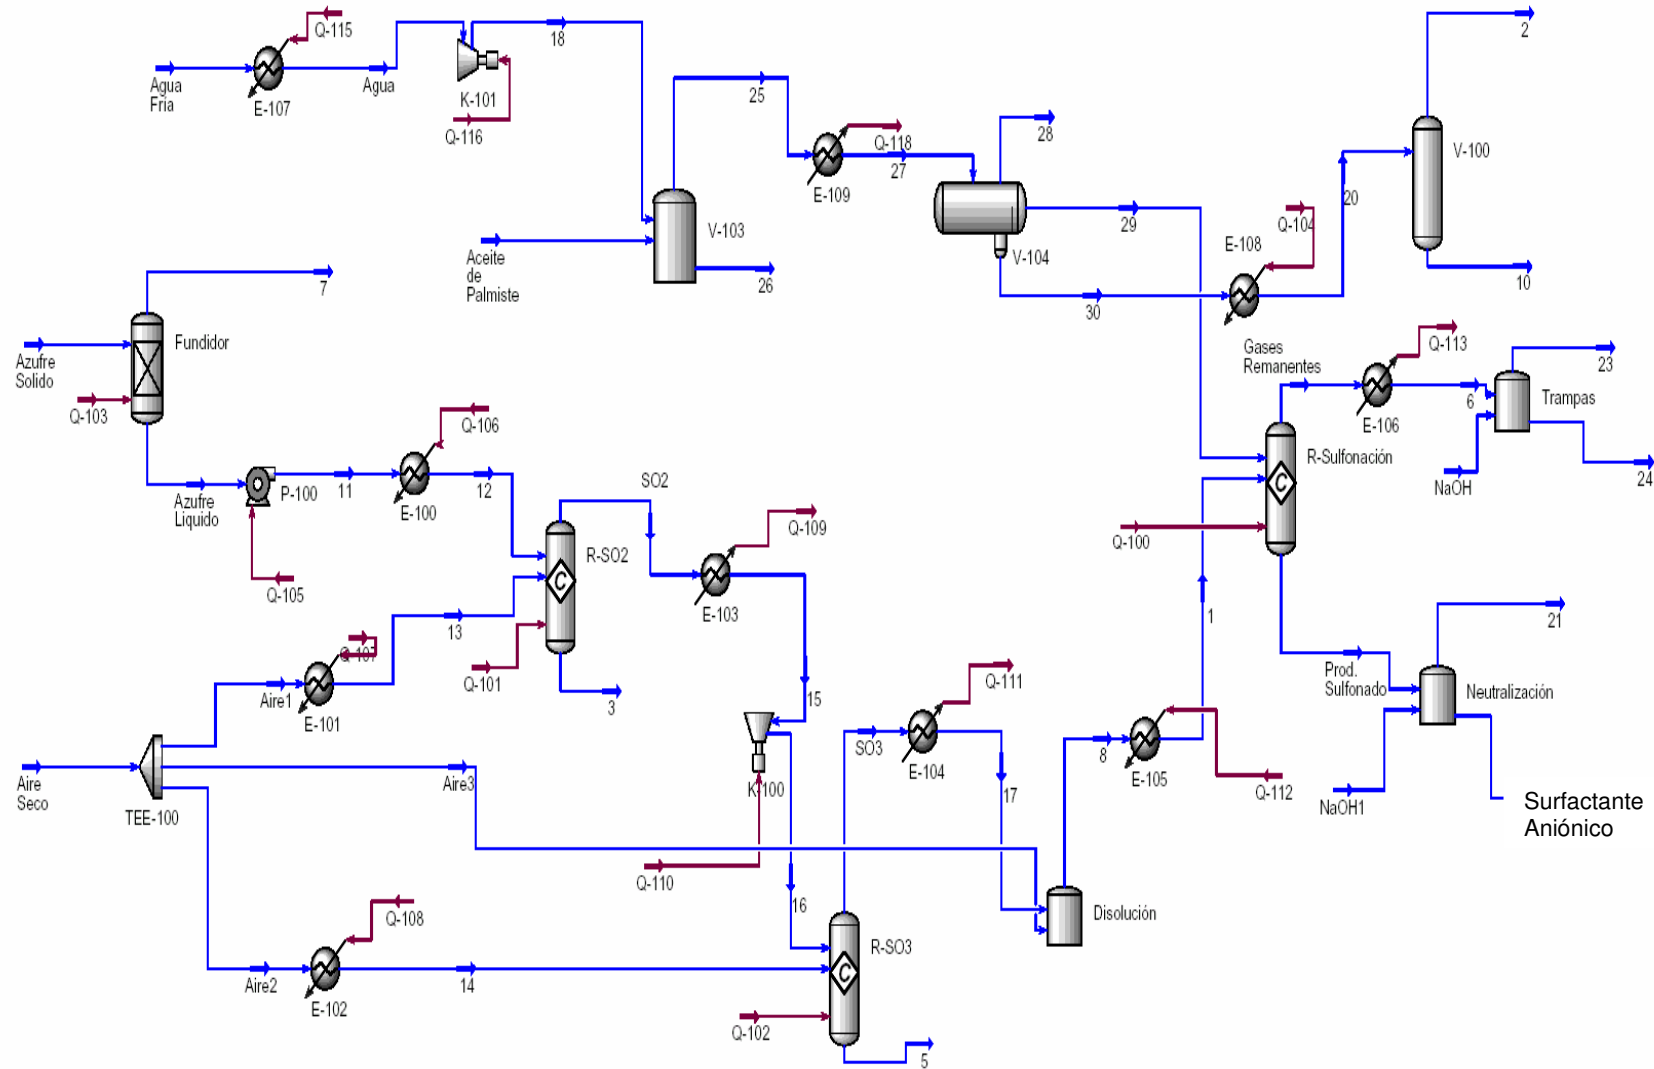 Q-115
Agua
Fría
E-107
Agua
K-101
Q-116
18
25
Q-118
27
E-109
28
2
V-100
20
10
Aceite
de
Palmiste
V-103
26
29
V-104
30
Q-104
E-108
7
Azufre
Solido
Fundidor
Q-103
Azufre
Liquido
P-100
11
Q-106
E-100
12
Q-105
SO2
R-SO2
Q-109
E-103
13
Q-107
Aire1
E-101
Q-101
3
15
Gases
Remanentes
Q-113
E-106
6
23
Trampas
NaOH
24
R-Sulfonación
Q-100
1
21
Prod.
Sulfonado
Neutralización
NaOH1
Surfactante
Aniónico
Aire
Seco
TEE-100
Aire3
K-100
Q-110
16
SO3
Q-111
E-104
17
8
E-105
Q-112
Disolución
Q-108
Aire2
E-102
14
R-SO3
Q-102
5